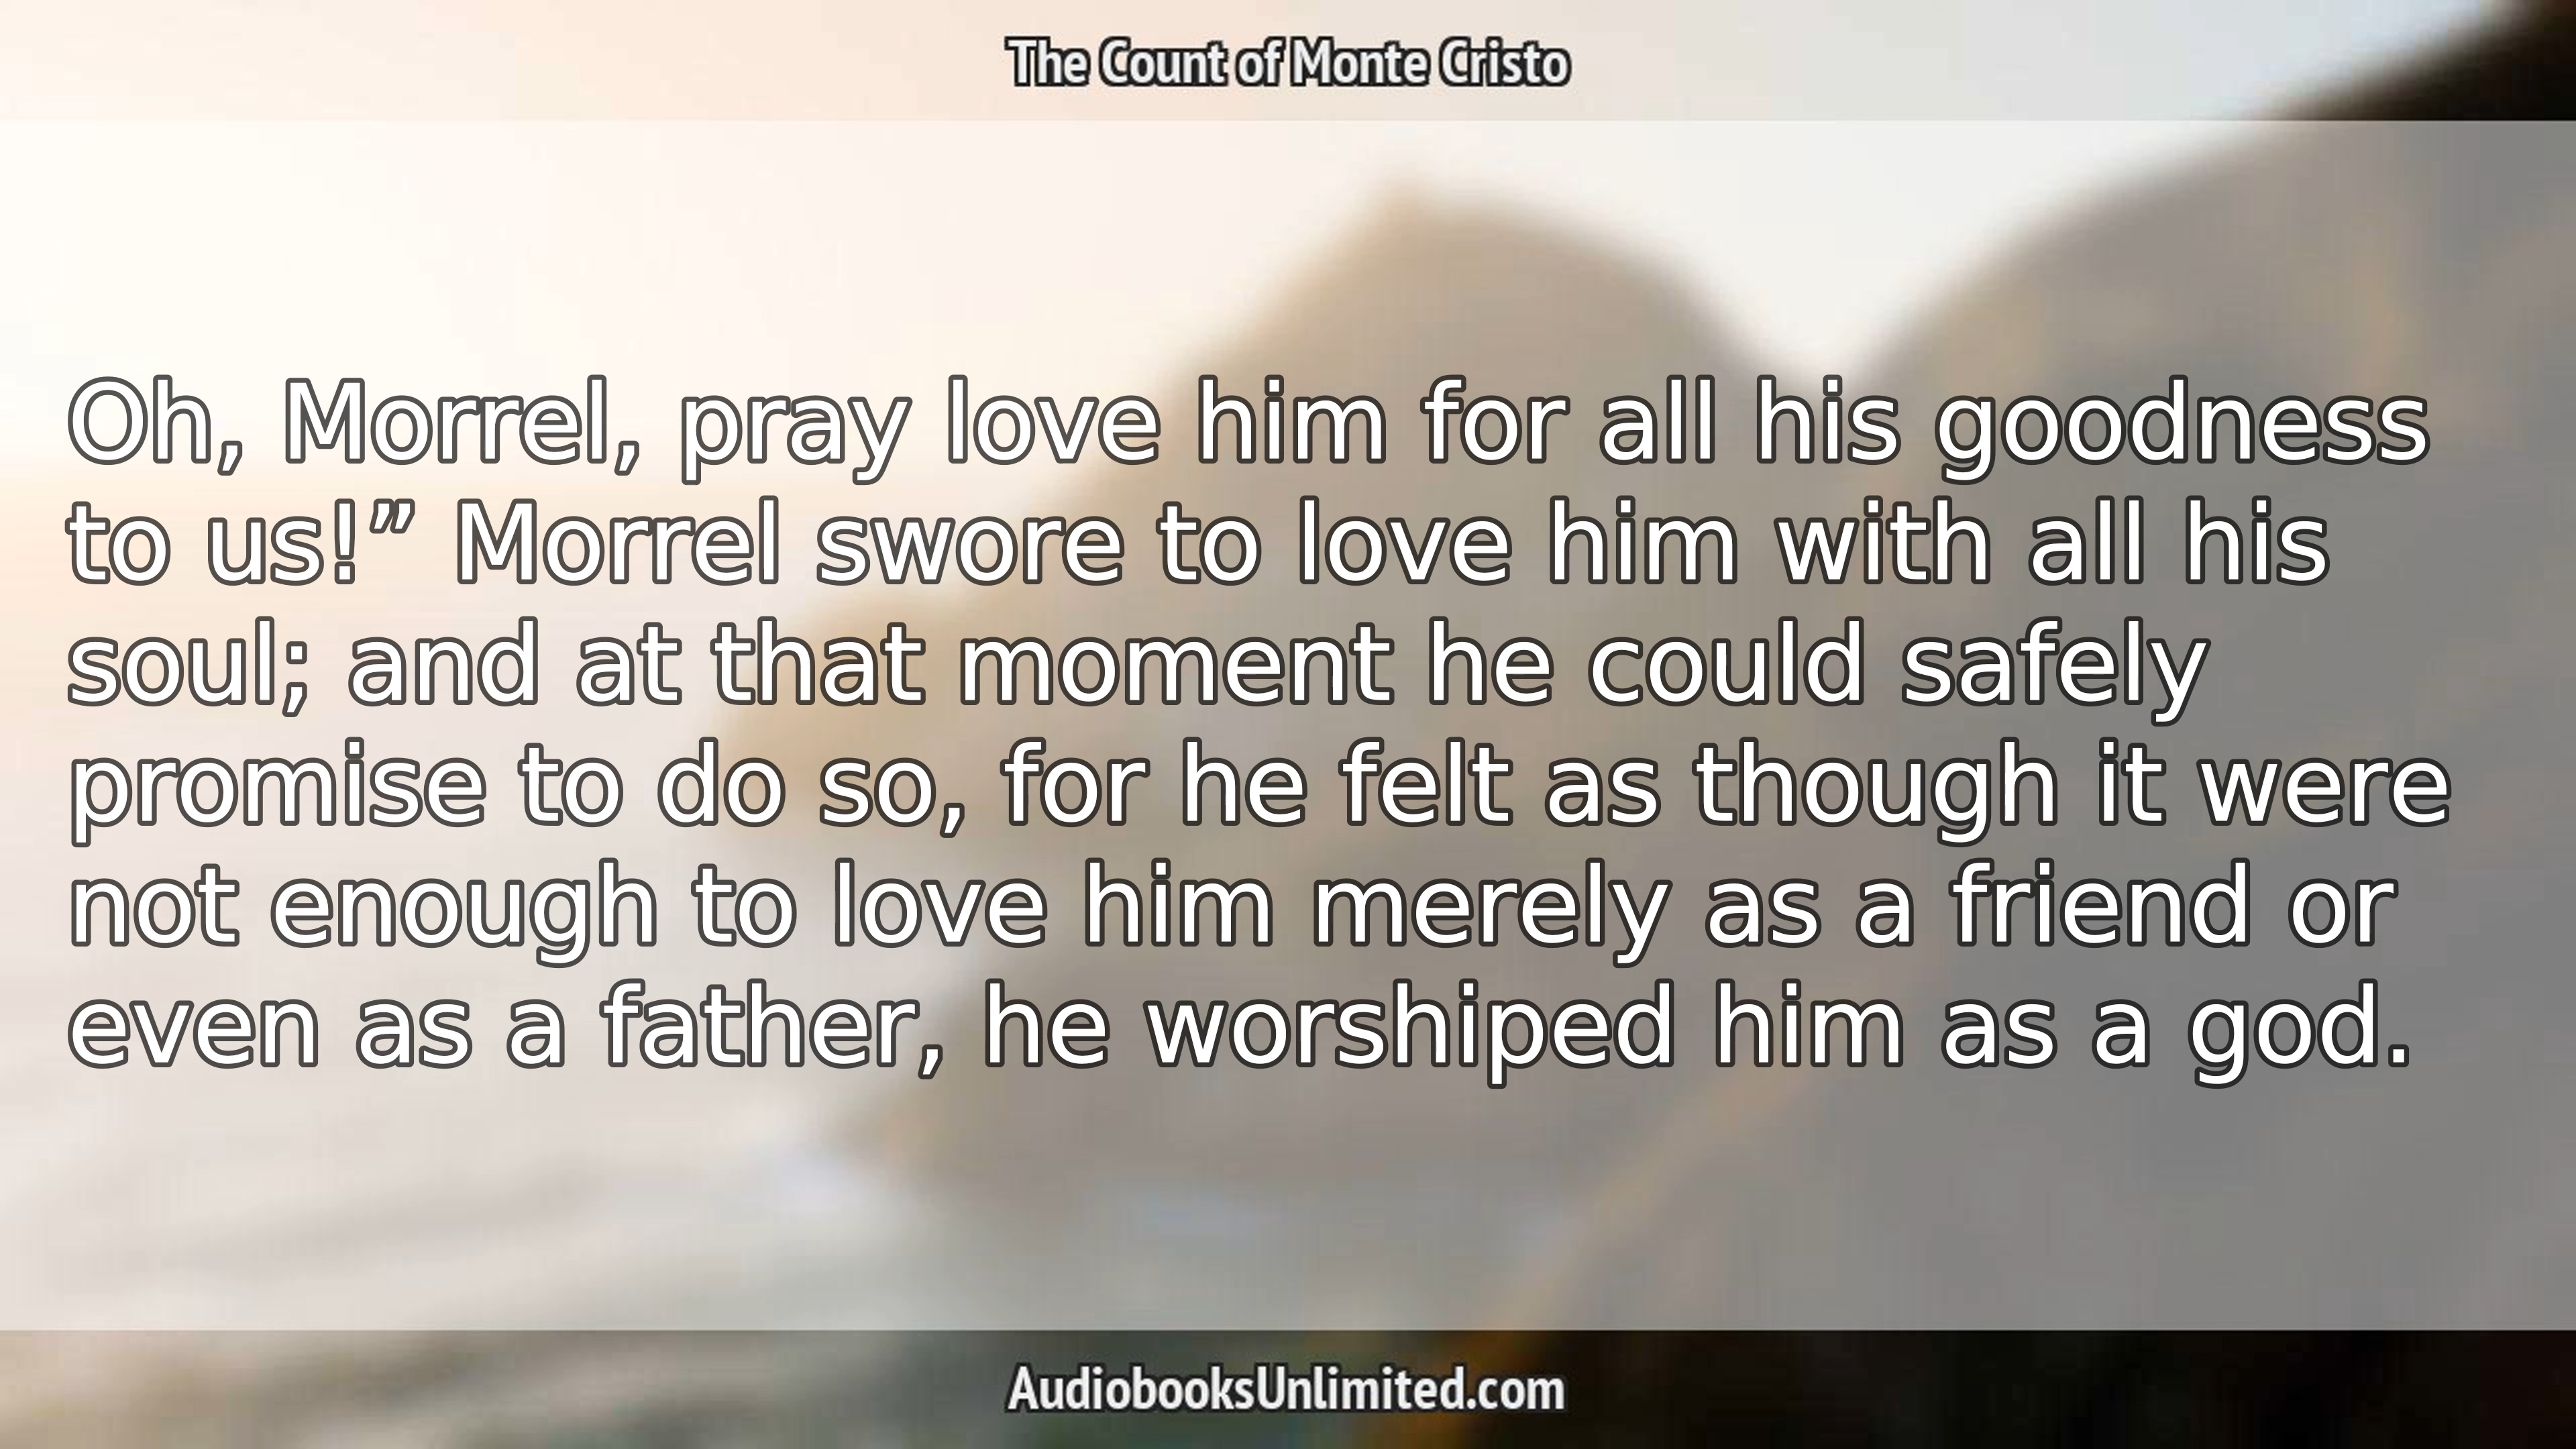 The Count of Monte Cristo
Oh, Morrel, pray love him for all his goodness
to us!” Morrel swore to love him with all his
soul; and at that moment he could safely
promise to do so, for he felt as though it were
not enough to love him merely as a friend or
even as a father, he worshiped him as a god.
AudiobooksUnlimited.com